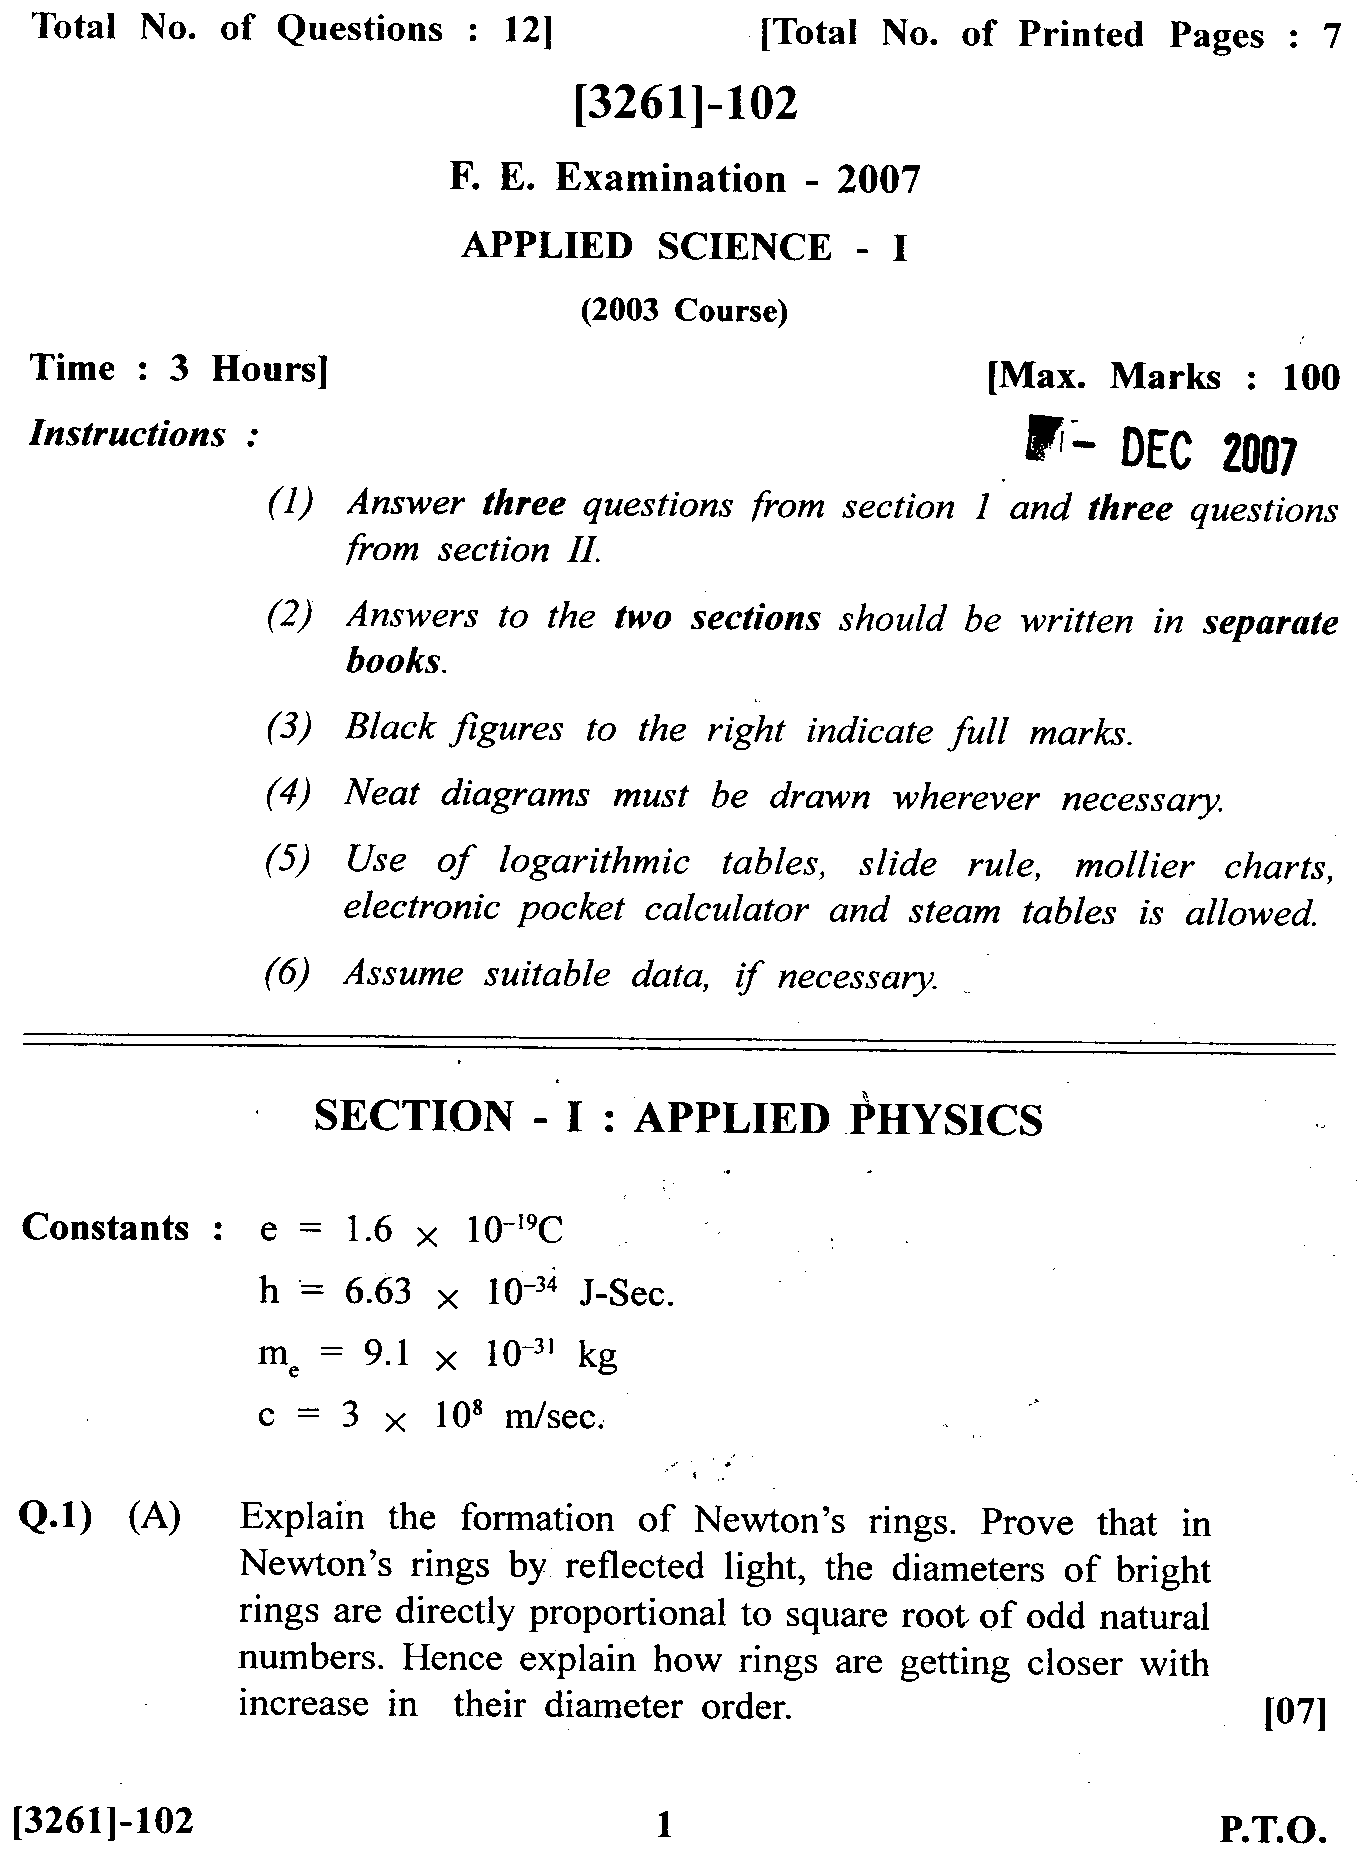 Total No. of Questions : 12] [Total No. of Printed Pages : 7
[3261]-102
F. E. Examination - 2007
APPLIED SCIENCE - I
(2003 Course)
Time : 3 Hours] [Max. Marks : 100
Instructions :
- DEC 2007
(1) Answer three questions from section 1 and three questions
from section II.
(2) Answers to the two sections should be written in separate
books.
(3) Black figures to the right indicate full marks.
(4) Neat diagrams must be drawn wherever necessary.
(5) Use of logarithmic tables, slide rule, mollier charts,
electronic pocket calculator and steam tables is allowed.
(6) Assume suitable data, if necessary.
SECTION - I : APPLIED PHYSICS
Constants : e = 1.6 × 10⁻¹⁹C
h = 6.63 × 10⁻³⁴ J-Sec.
mₑ = 9.1 × 10⁻³¹ kg
c = 3 × 10⁸ m/sec.
Q.1) (A) Explain the formation of Newton's rings. Prove that in
Newton's rings by reflected light, the diameters of bright
rings are directly proportional to square root of odd natural
numbers. Hence explain how rings are getting closer with
increase in their diameter order. [07]
[3261]-102 1 P.T.O.